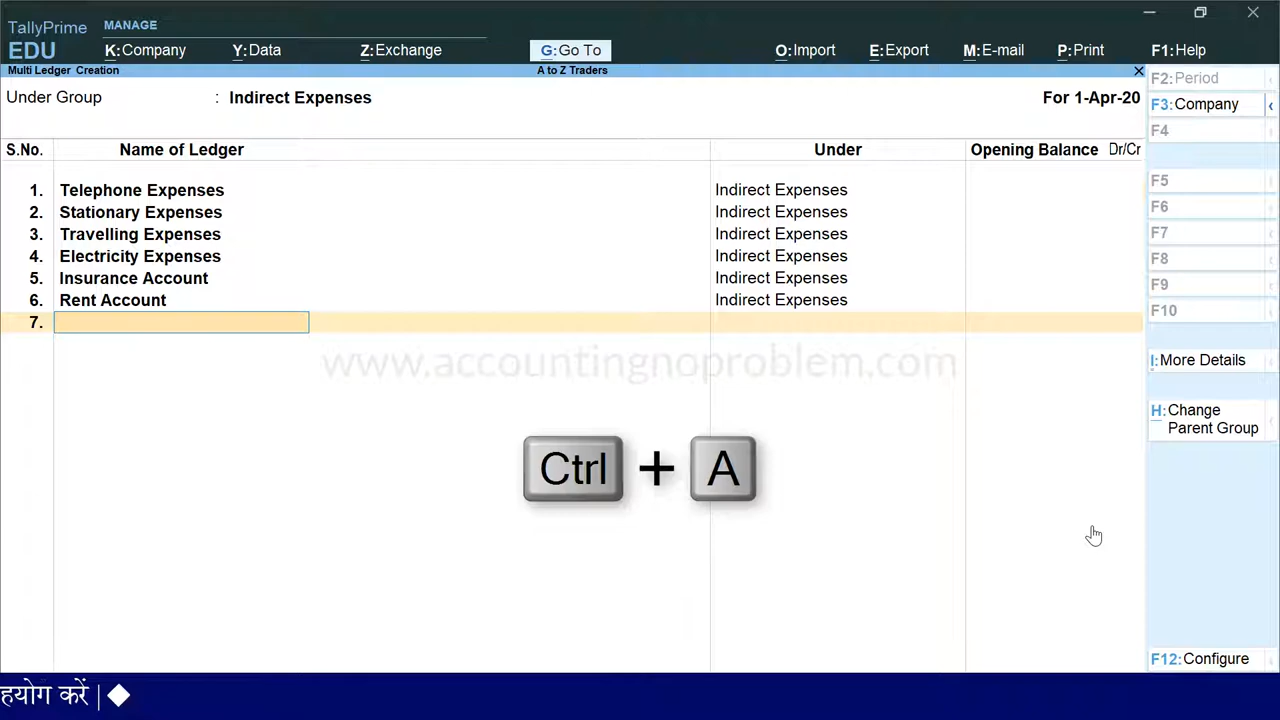 TallyPrime MANAGE
EDU K:Company Y:Data Z:Exchange G:Go To O:Import E:Export M:E-mail P:Print F1:Help
Multi Ledger Creation A to Z Traders
Under Group : Indirect Expenses For 1-Apr-20
S.No. Name of Ledger Under Opening Balance Dr/Cr
1. Telephone Expenses Indirect Expenses
2. Stationary Expenses Indirect Expenses
3. Travelling Expenses Indirect Expenses
4. Electricity Expenses Indirect Expenses
5. Insurance Account Indirect Expenses
6. Rent Account Indirect Expenses
7.
www.accountingnoproblem.com
Ctrl + A
F2:Period
F3:Company
F4
F5
F6
F7
F8
F9
F10
I:More Details
H:Change
Parent Group
F12:Configure
हयोग करें |